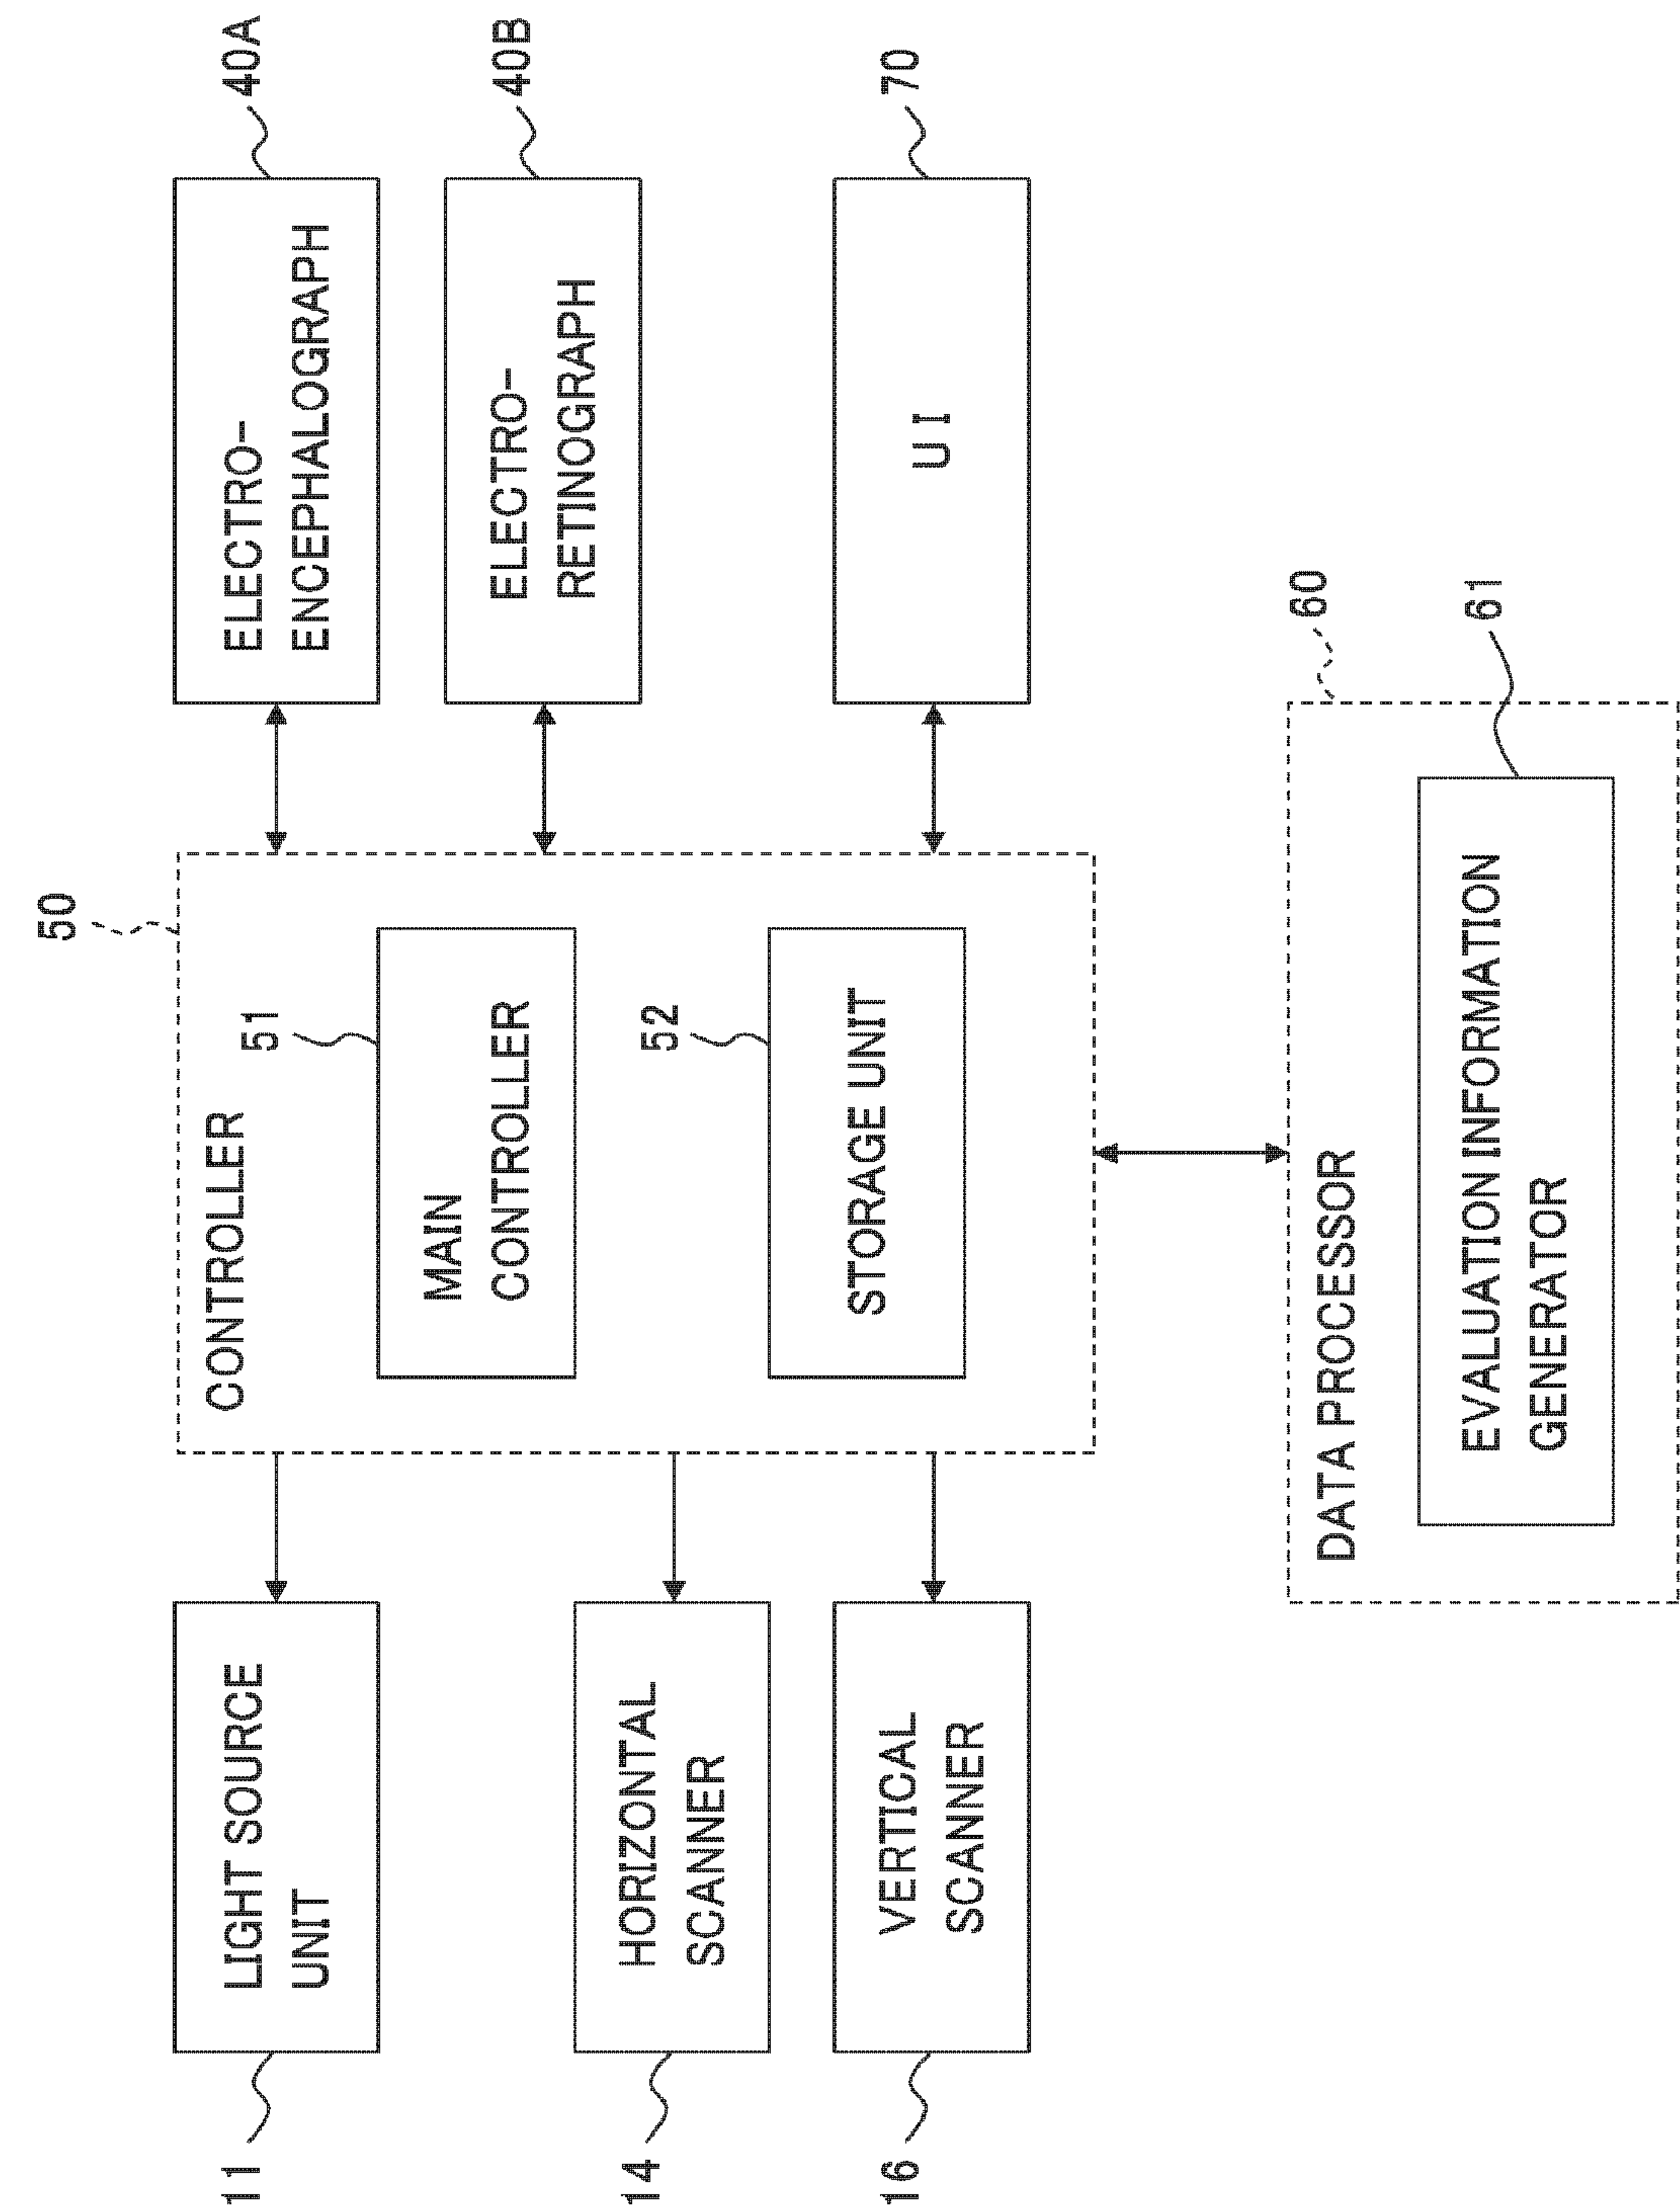 50
11
LIGHT SOURCE
UNIT
14
HORIZONTAL
SCANNER
16
VERTICAL
SCANNER
CONTROLLER
51
MAIN
CONTROLLER
52
STORAGE UNIT
40A
ELECTRO-
ENCEPHALOGRAPH
40B
ELECTRO-
RETINOGRAPH
70
UI
60
DATA PROCESSOR
61
EVALUATION INFORMATION
GENERATOR